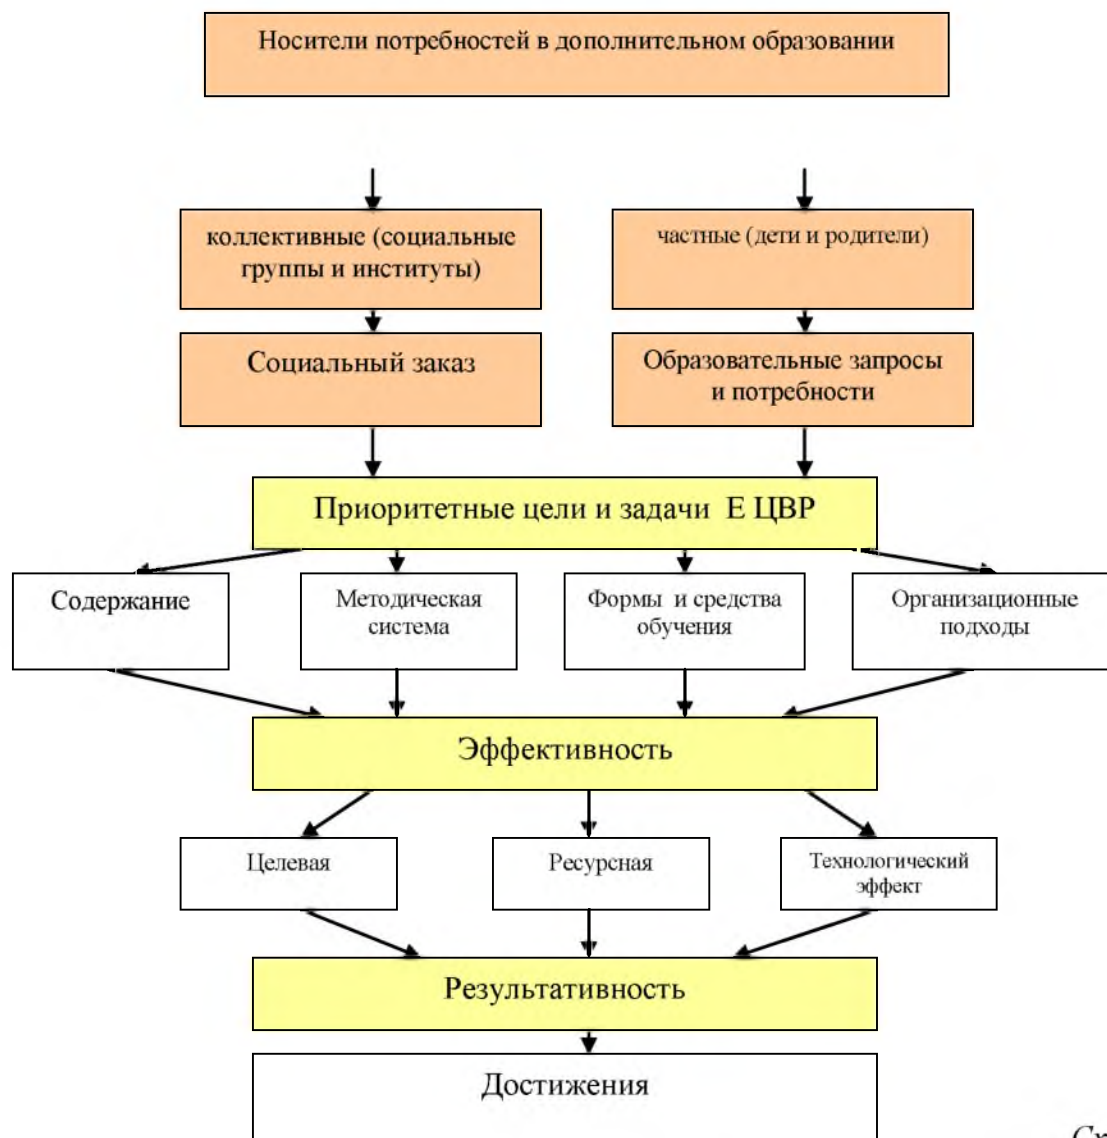 Носители потребностей в дополнительном образовании
коллективные (социальные
группы и институты)
частные (дети и родители)
Социальный заказ
Образовательные запросы
и потребности
Приоритетные цели и задачи Е ЦВР
Содержание
Методическая
система
Формы и средства
обучения
Организационные
подходы
Эффективность
Целевая
Ресурсная
Технологический
эффект
Результативность
Достижения